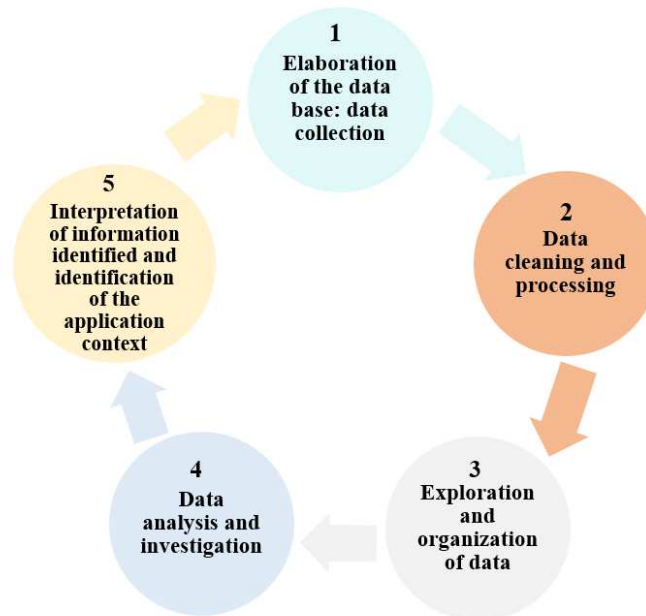 1
Elaboration
of the data
base: data
collection
2
Data
cleaning and
processing
3
Exploration
and
organization
of data
4
Data
analysis and
investigation
5
Interpretation
of information
identified and
identification
of the
application
context